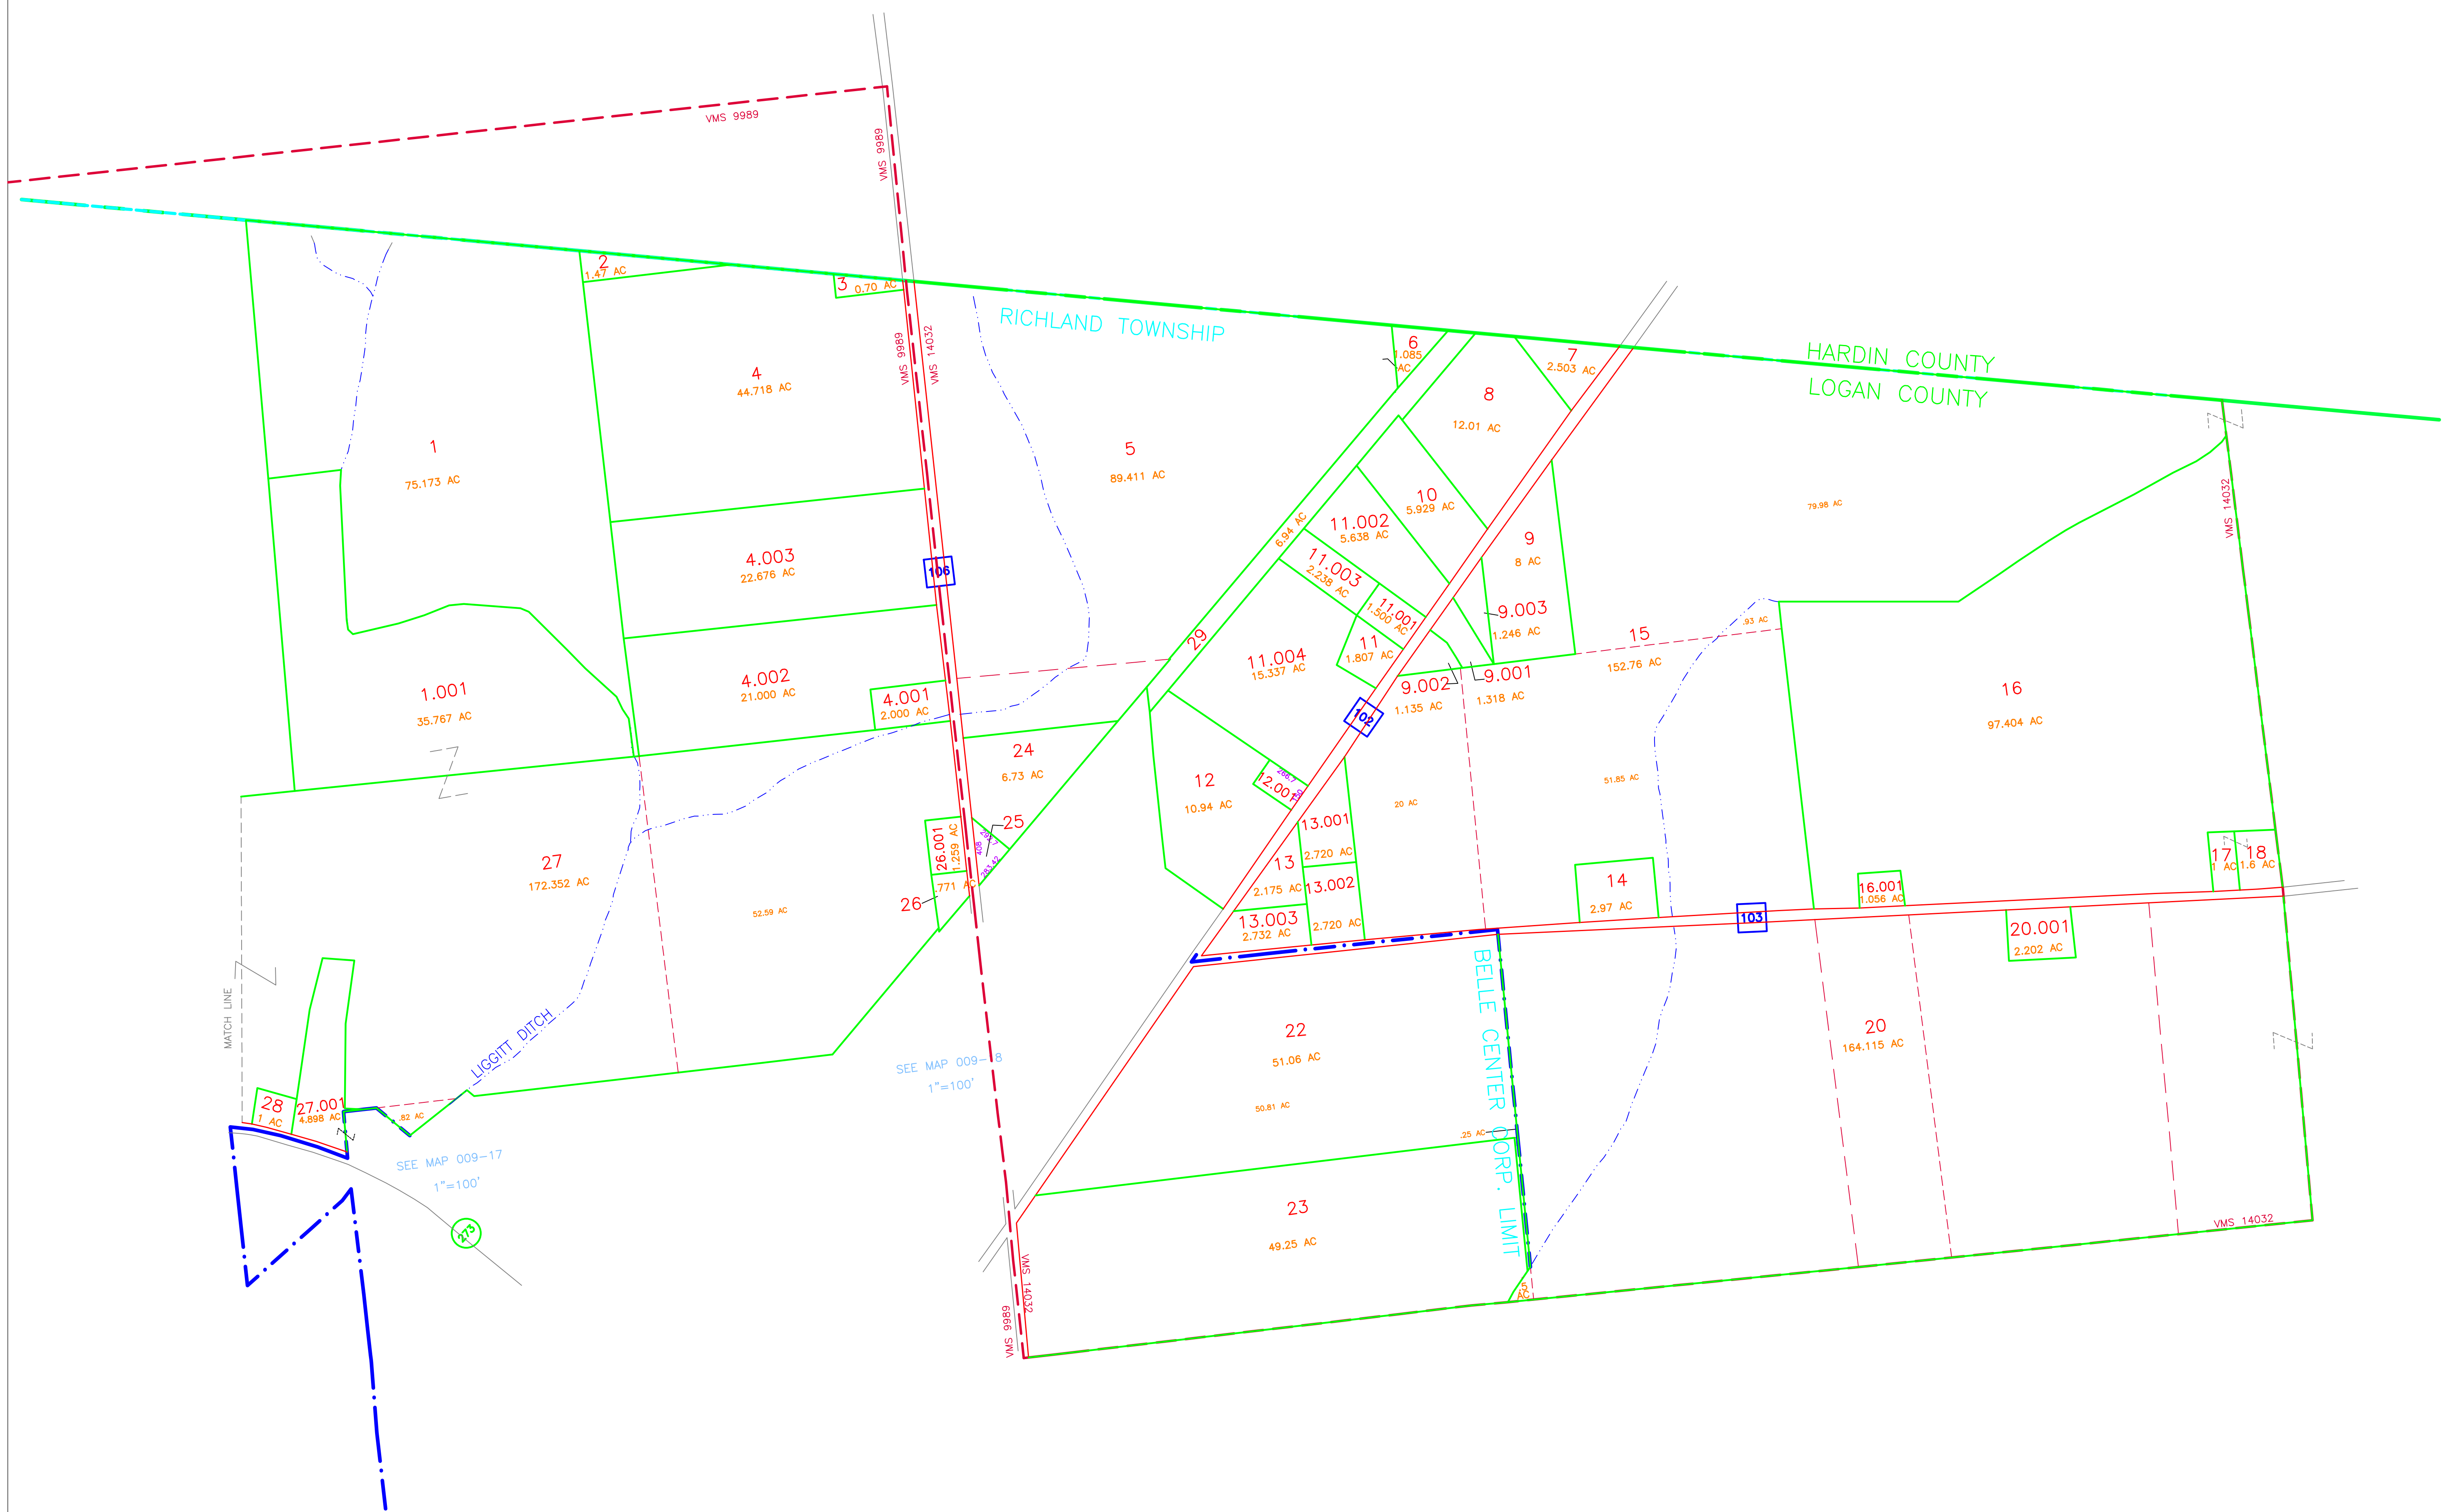 VMS 9989
VMS 9989
2
1.47 AC
3
0.70 AC
VMS 9989
VMS 14032
RICHLAND TOWNSHIP
HARDIN COUNTY
LOGAN COUNTY
6
1.085
AC
7
2.503 AC
4
44.718 AC
8
12.01 AC
1
75.173 AC
5
89.411 AC
10
5.929 AC
79.98 AC
VMS 14032
11.002
5.638 AC
6.94 AC
9
8 AC
4.003
22.676 AC
106
11.003
2.238 AC
11.001
1.500 AC
9.003
1.246 AC
15
152.76 AC
.93 AC
29
11
1.807 AC
11.004
15.337 AC
4.002
21.000 AC
4.001
2.000 AC
1.001
35.767 AC
9.002
1.135 AC
9.001
1.318 AC
16
97.404 AC
102
24
6.73 AC
12
10.94 AC
266.7
12.001
150
20 AC
51.85 AC
25
408
283.42
26.001
1.259 AC
13.001
2.720 AC
27
172.352 AC
52.59 AC
.771 AC
26
13
2.175 AC
13.002
2.720 AC
13.003
2.732 AC
14
2.97 AC
103
16.001
1.056 AC
17
1 AC
18
1.6 AC
20.001
2.202 AC
BELLE CENTER CORP. LIMIT
MATCH LINE
LIGGITT DITCH
22
51.06 AC
50.81 AC
.25 AC
20
164.115 AC
SEE MAP 009-18
1"=100'
28
1 AC
27.001
4.898 AC
.82 AC
SEE MAP 009-17
1"=100'
273
23
49.25 AC
VMS 14032
VMS 9989
VMS 14032
.5
AC